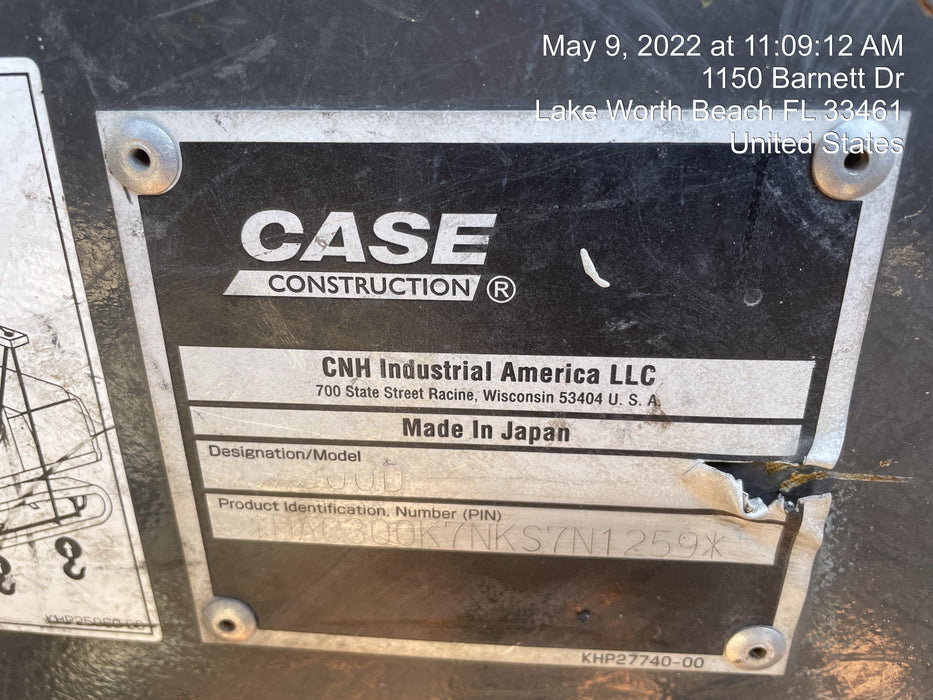 May 9, 2022 at 11:09:12 AM
1150 Barnett Dr
Lake Worth Beach FL 33461
United States
CASE
CONSTRUCTION ®
CNH Industrial America LLC
700 State Street Racine, Wisconsin 53404 U. S. A.
Made In Japan
Designation/Model
Product Identification. Number (PIN)
KHP27740-00